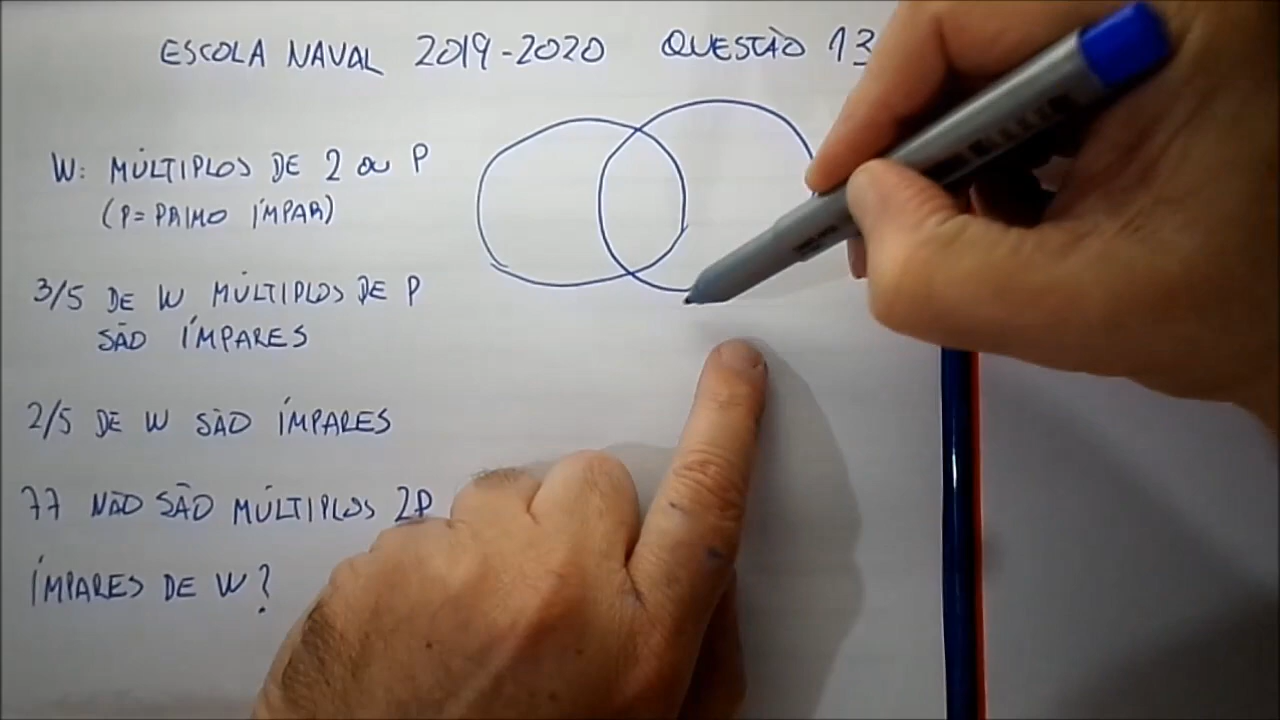 ESCOLA NAVAL 2019-2020 QUESTÃO 13
W: MÚLTIPLOS DE 2 OU P
(P=PRIMO ÍMPAR)
3/5 DE W MÚLTIPLOS DE P
SÃO ÍMPARES
2/5 DE W SÃO ÍMPARES
77 NÃO SÃO MÚLTIPLOS 2P
ÍMPARES DE W?